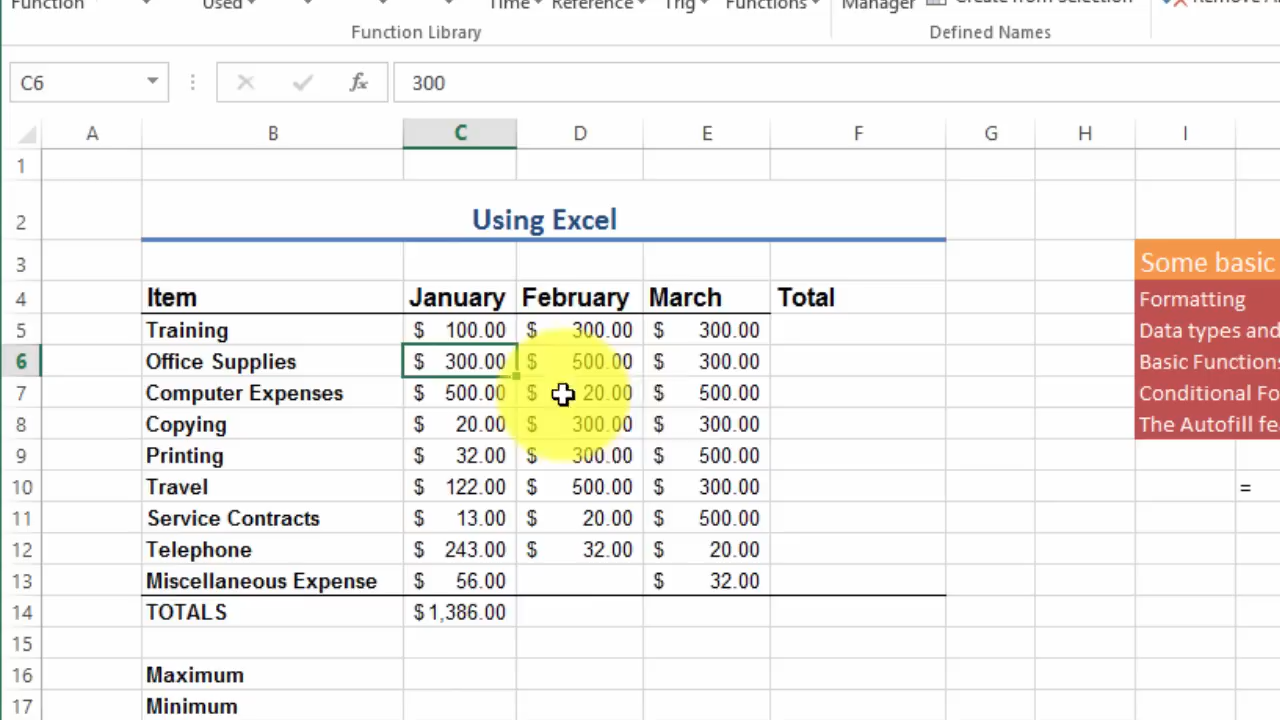 Function Used Time Reference Trig Functions Manager Create from Selection
Function Library Defined Names
C6 fx 300
A B C D E F G H I
1
2 Using Excel
3 Some basic
4 Item January February March Total Formatting
5 Training $ 100.00 $ 300.00 $ 300.00 Data types and
6 Office Supplies $ 300.00 $ 500.00 $ 300.00 Basic Functions
7 Computer Expenses $ 500.00 $ 20.00 $ 500.00 Conditional Fo
8 Copying $ 20.00 $ 300.00 $ 300.00 The Autofill fe
9 Printing $ 32.00 $ 300.00 $ 500.00
10 Travel $ 122.00 $ 500.00 $ 300.00 =
11 Service Contracts $ 13.00 $ 20.00 $ 500.00
12 Telephone $ 243.00 $ 32.00 $ 20.00
13 Miscellaneous Expense $ 56.00 $ 32.00
14 TOTALS $1,386.00
15
16 Maximum
17 Minimum